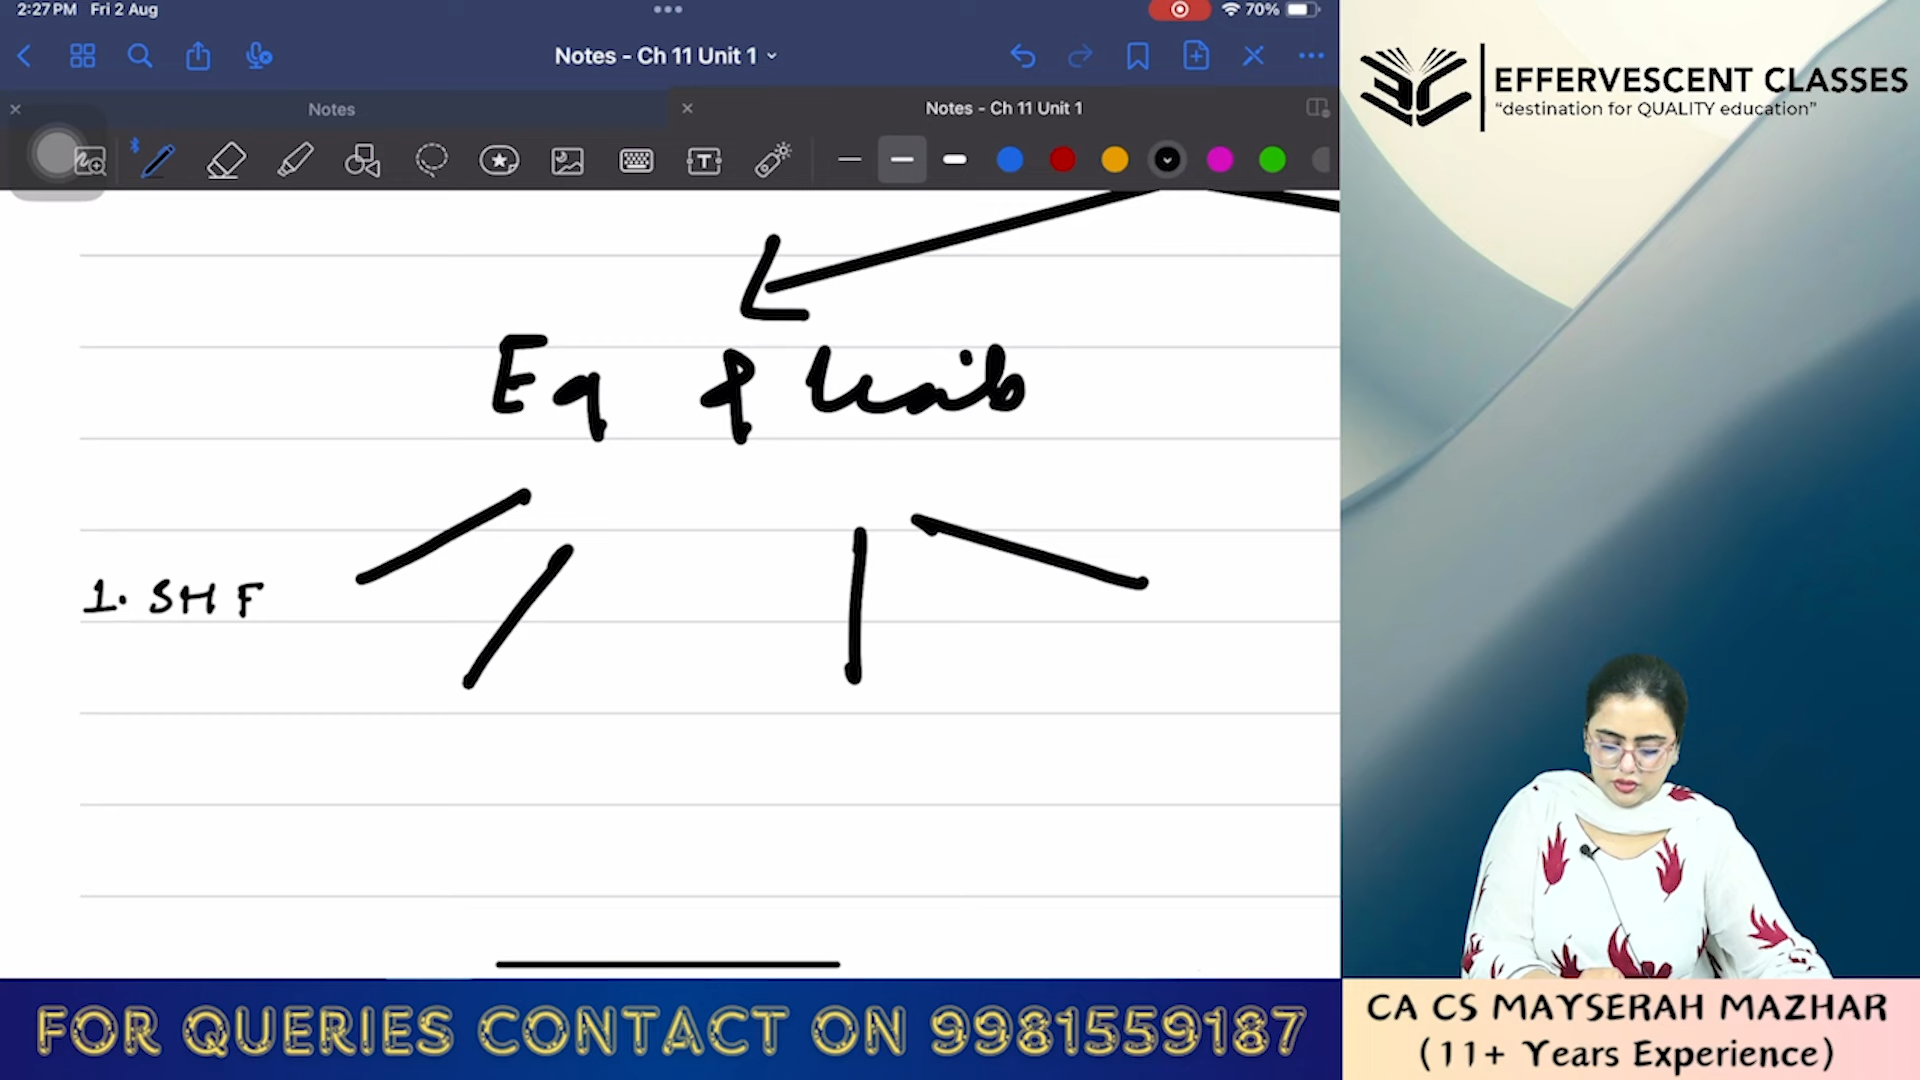 2:27 PM Fri 2 Aug
70%
Notes - Ch 11 Unit 1
Notes
Notes - Ch 11 Unit 1
T
Eq & Liab
1. SHF
EFFERVESCENT CLASSES
"destination for QUALITY education"
FOR QUERIES CONTACT ON 9981559187
CA CS MAYSERAH MAZHAR
(11+ Years Experience)